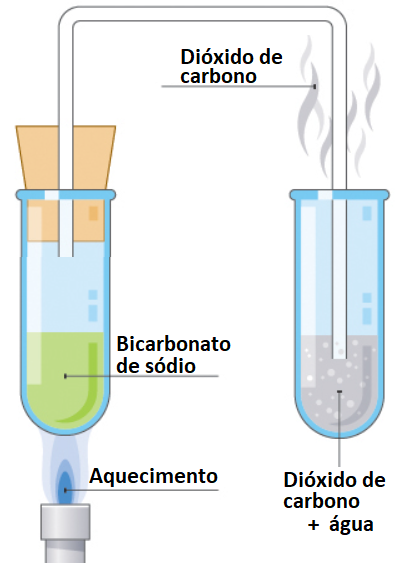 Dióxido de
carbono
Bicarbonato
de sódio
Aquecimento
Dióxido de
carbono
+ água